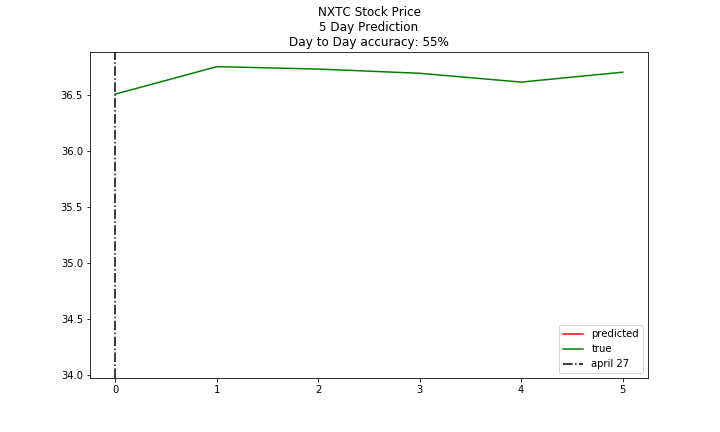 NXTC Stock Price
5 Day Prediction
Day to Day accuracy: 55%
36.5
36.0
35.5
35.0
34.5
34.0
predicted
true
april 27
0 1 2 3 4 5